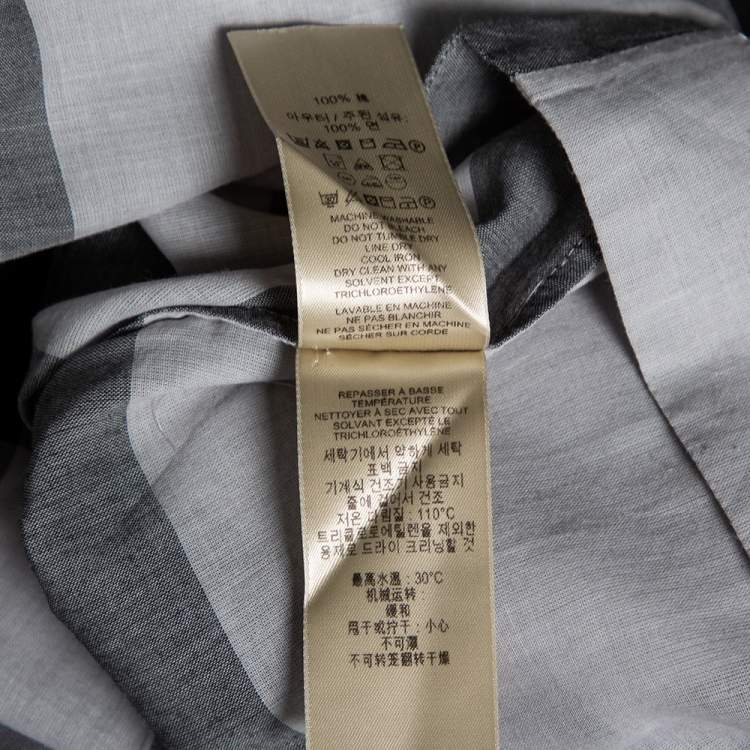 100% 棉
아우터 / 주된 섬유:
100% 면
MACHINE WASHABLE
DO NOT BLEACH
DO NOT TUMBLE DRY
LINE DRY
COOL IRON
DRY CLEAN WITH ANY
SOLVENT EXCEPT
TRICHLOROETHYLENE
LAVABLE EN MACHINE
NE PAS BLANCHIR
NE PAS SÉCHER EN MACHINE
SÉCHER SUR CORDE
REPASSER À BASSE
TEMPÉRATURE
NETTOYER À SEC AVEC TOUT
SOLVANT EXCEPTÉ LE
TRICHLOROÉTHYLÈNE
세탁기에서 약하게 세탁
표백 금지
기계식 건조기 사용금지
줄에 걸어서 건조
저온 다림질 : 110°C
트리클로로에틸렌을 제외한
용제로 드라이 크리닝할 것
最高水温 : 30°C
机械运转 :
缓和
甩干或拧干 : 小心
不可漂
不可转笼翻转干燥